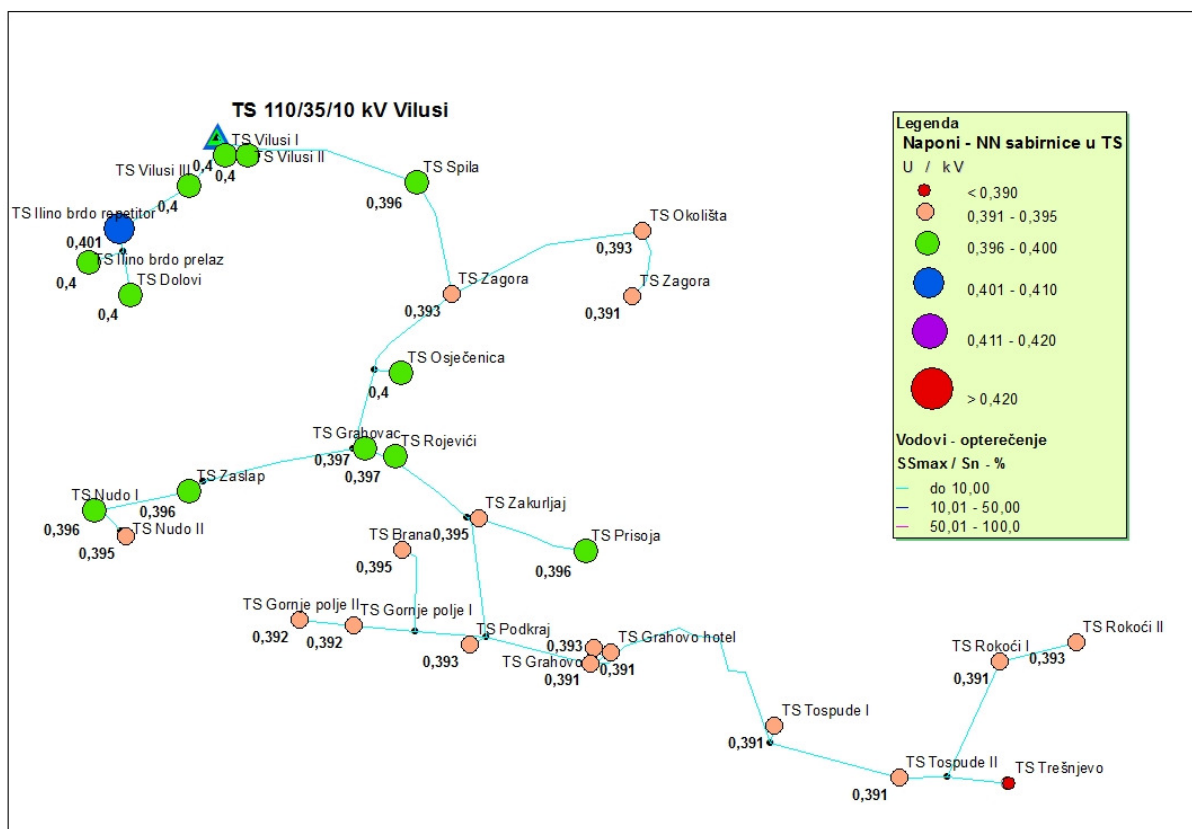 TS 110/35/10 kV Vilusi
TS Vilusi I
TS Vilusi II
0,4
0,4
TS Vilusi III
0,4
TS Spila
0,396
TS Ilino brdo repetitor
0,401
TS Ilino brdo prelaz
0,4
TS Dolovi
0,4
TS Okolišta
0,393
TS Zagora
0,393
TS Zagora
0,391
TS Osječenica
0,4
TS Grahovac
0,397
TS Rojevići
0,397
TS Zaslap
0,396
TS Nudo I
0,396
TS Nudo II
0,395
TS Zakurljaj
0,395
TS Brana
0,395
TS Prisoja
0,396
TS Gornje polje II
0,392
TS Gornje polje I
0,392
TS Podkraj
0,393
0,393
TS Grahovo hotel
0,391
TS Grahovo
0,391
TS Rokoći II
0,393
TS Rokoći I
0,391
TS Tospude I
0,391
TS Tospude II
0,391
TS Trešnjevo
Legenda
Naponi - NN sabirnice u TS
U / kV
< 0,390
0,391 - 0,395
0,396 - 0,400
0,401 - 0,410
0,411 - 0,420
> 0,420
Vodovi - opterečenje
SSmax / Sn - %
do 10,00
10,01 - 50,00
50,01 - 100,0